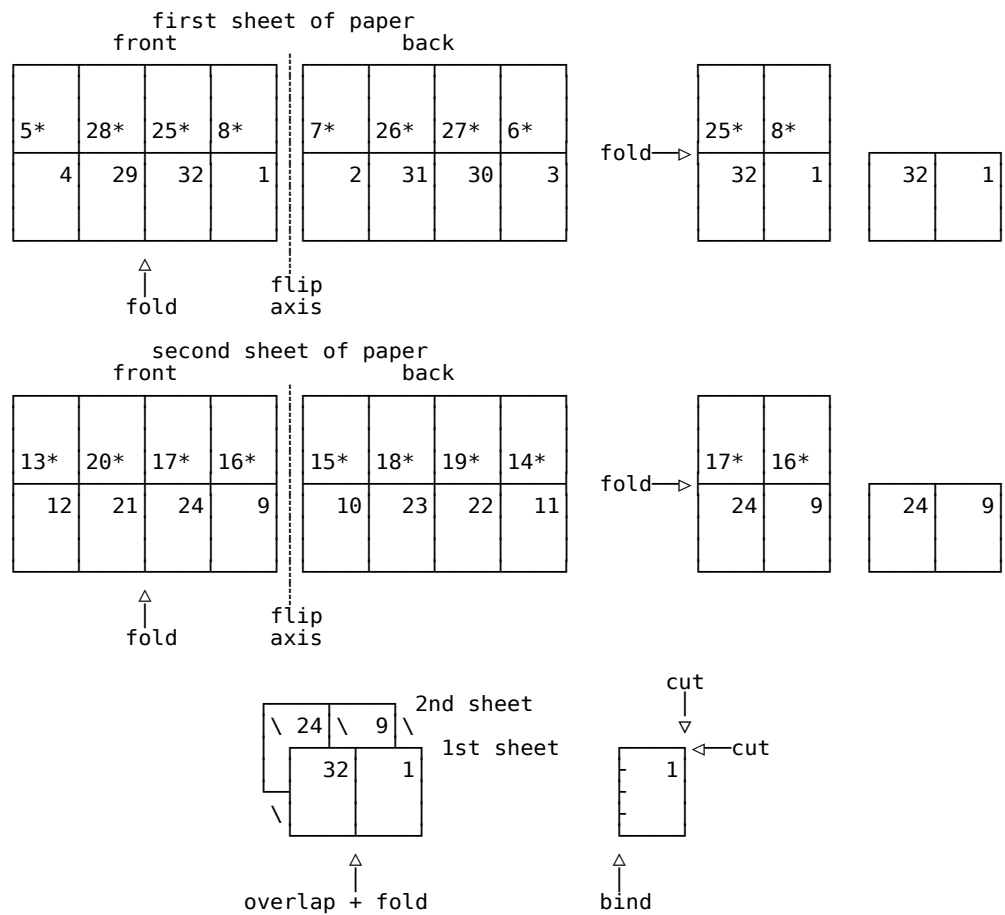 first sheet of paper
front back
5* 28* 25* 8* 7* 26* 27* 6* 25* 8*
fold
4 29 32 1 2 31 30 3 32 1 32 1
flip
fold axis
second sheet of paper
front back
13* 20* 17* 16* 15* 18* 19* 14* 17* 16*
fold
12 21 24 9 10 23 22 11 24 9 24 9
flip
fold axis
cut
2nd sheet
\ 24 \ 9 \
1st sheet cut
32 1 1
\
overlap + fold bind